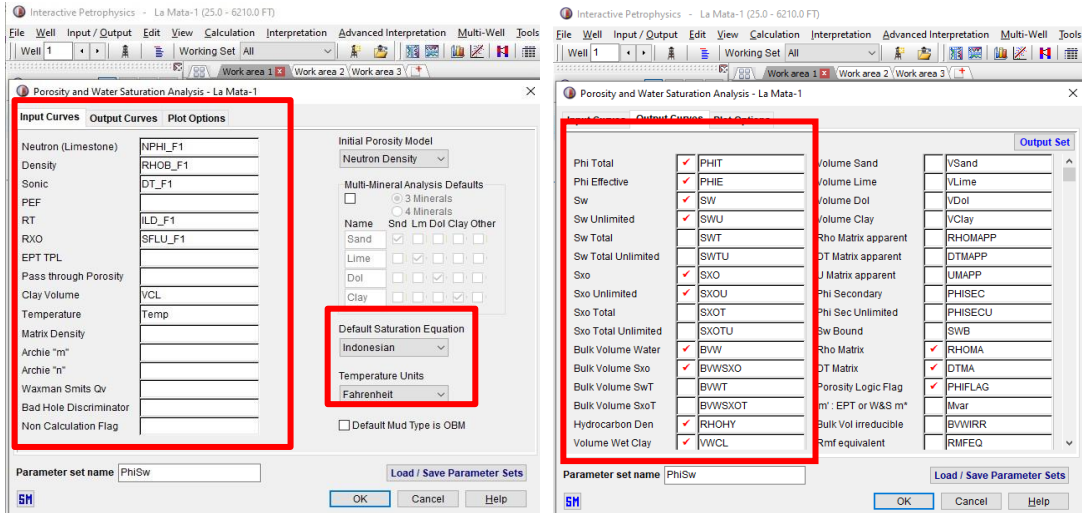 Interactive Petrophysics - La Mata-1 (25.0 - 6210.0 FT)
File Well Input / Output Edit View Calculation Interpretation Advanced Interpretation Multi-Well Tools
Well 1 Working Set All
Work area 1 Work area 2 Work area 3
Porosity and Water Saturation Analysis - La Mata-1
Input Curves Output Curves Plot Options
Neutron (Limestone) NPHI_F1
Density RHOB_F1
Sonic DT_F1
PEF
RT ILD_F1
RXO SFLU_F1
EPT TPL
Pass through Porosity
Clay Volume VCL
Temperature Temp
Matrix Density
Archie "m"
Archie "n"
Waxman Smits Qv
Bad Hole Discriminator
Non Calculation Flag
Initial Porosity Model
Neutron Density
Multi-Mineral Analysis Defaults
3 Minerals
4 Minerals
Name Snd Lm Dol Clay Other
Sand
Lime
Dol
Clay
Default Saturation Equation
Indonesian
Temperature Units
Fahrenheit
Default Mud Type is OBM
Parameter set name PhiSw
Load / Save Parameter Sets
SM
OK Cancel Help
Interactive Petrophysics - La Mata-1 (25.0 - 6210.0 FT)
File Well Input / Output Edit View Calculation Interpretation Advanced Interpretation Multi-Well Tools
Well 1 Working Set All
Work area 1 Work area 2 Work area 3
Porosity and Water Saturation Analysis - La Mata-1
Input Curves Output Curves Plot Options
Output Set
Phi Total PHIT Volume Sand VSand
Phi Effective PHIE Volume Lime VLime
Sw SW Volume Dol VDol
Sw Unlimited SWU Volume Clay VClay
Sw Total SWT Rho Matrix apparent RHOMAPP
Sw Total Unlimited SWTU DT Matrix apparent DTMAPP
Sxo SXO U Matrix apparent UMAPP
Sxo Unlimited SXOU Phi Secondary PHISEC
Sxo Total SXOT Phi Sec Unlimited PHISECU
Sxo Total Unlimited SXOTU Sw Bound SWB
Bulk Volume Water BVW Rho Matrix RHOMA
Bulk Volume Sxo BVWSXO DT Matrix DTMA
Bulk Volume SwT BVWT Porosity Logic Flag PHIFLAG
Bulk Volume SxoT BVWSXOT m' : EPT or W&S m* Mvar
Hydrocarbon Den RHOHY Bulk Vol irreducible BVWIRR
Volume Wet Clay VWCL Rmf equivalent RMFEQ
Parameter set name PhiSw
Load / Save Parameter Sets
SM
OK Cancel Help